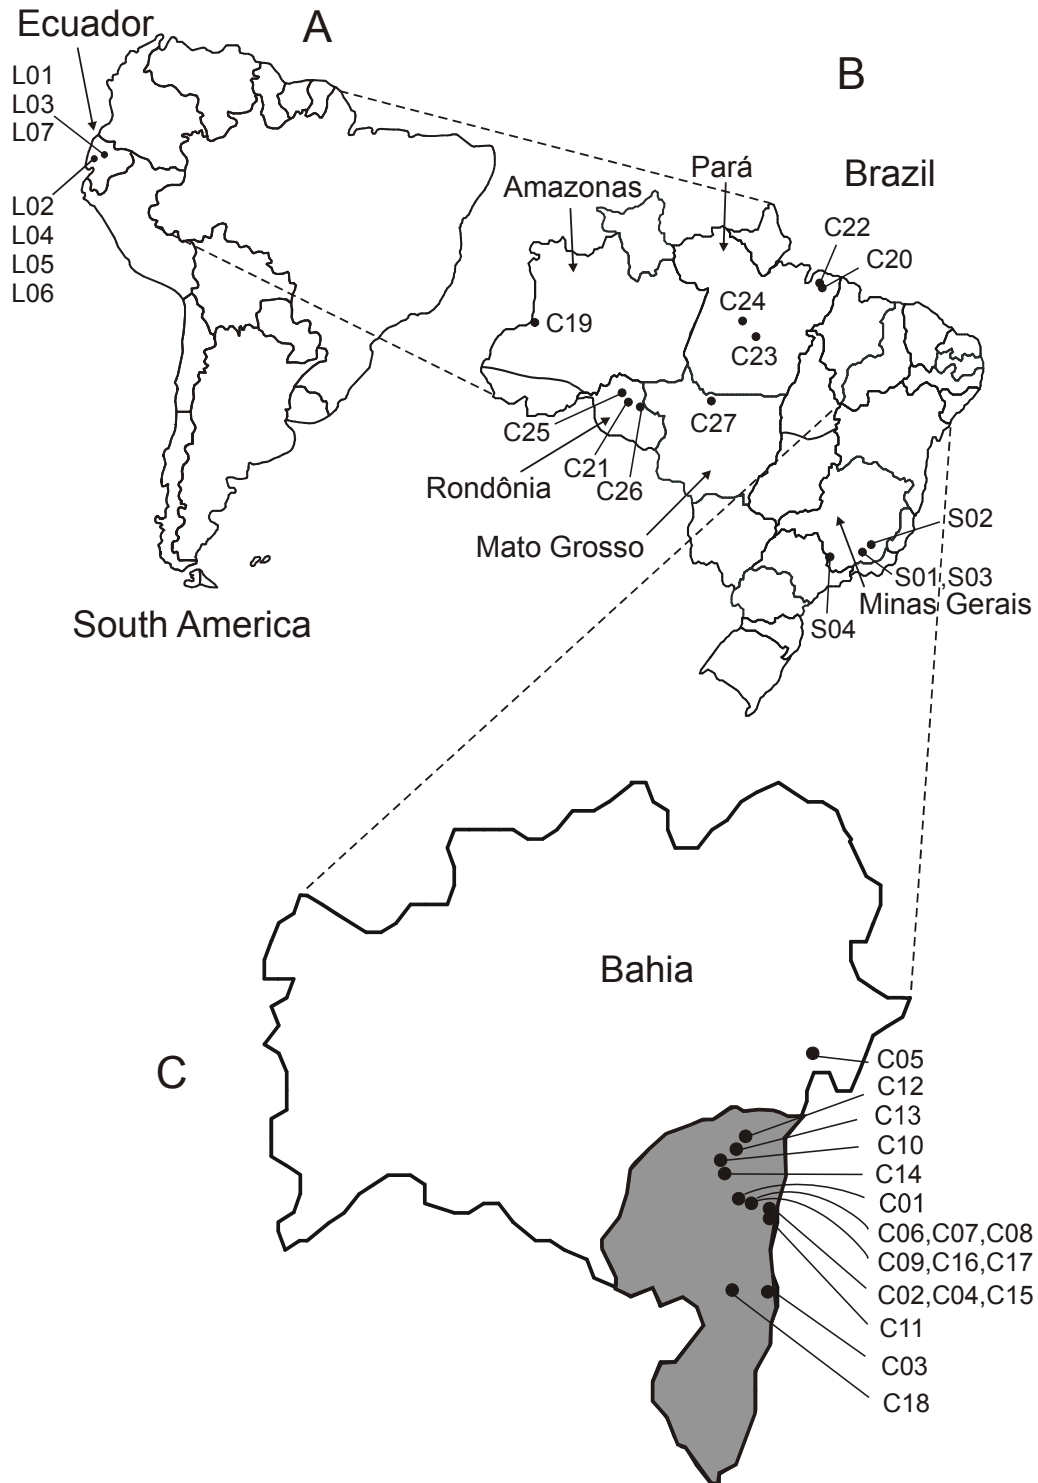 Ecuador
A
B
L01
L03
L07
L02
L04
L05
L06
South America
Brazil
Amazonas
Pará
C22
C20
C24
C23
C19
C25
C21
C26
C27
Rondônia
Mato Grosso
S02
S01,S03
Minas Gerais
S04
Bahia
C
C05
C12
C13
C10
C14
C01
C06,C07,C08
C09,C16,C17
C02,C04,C15
C11
C03
C18